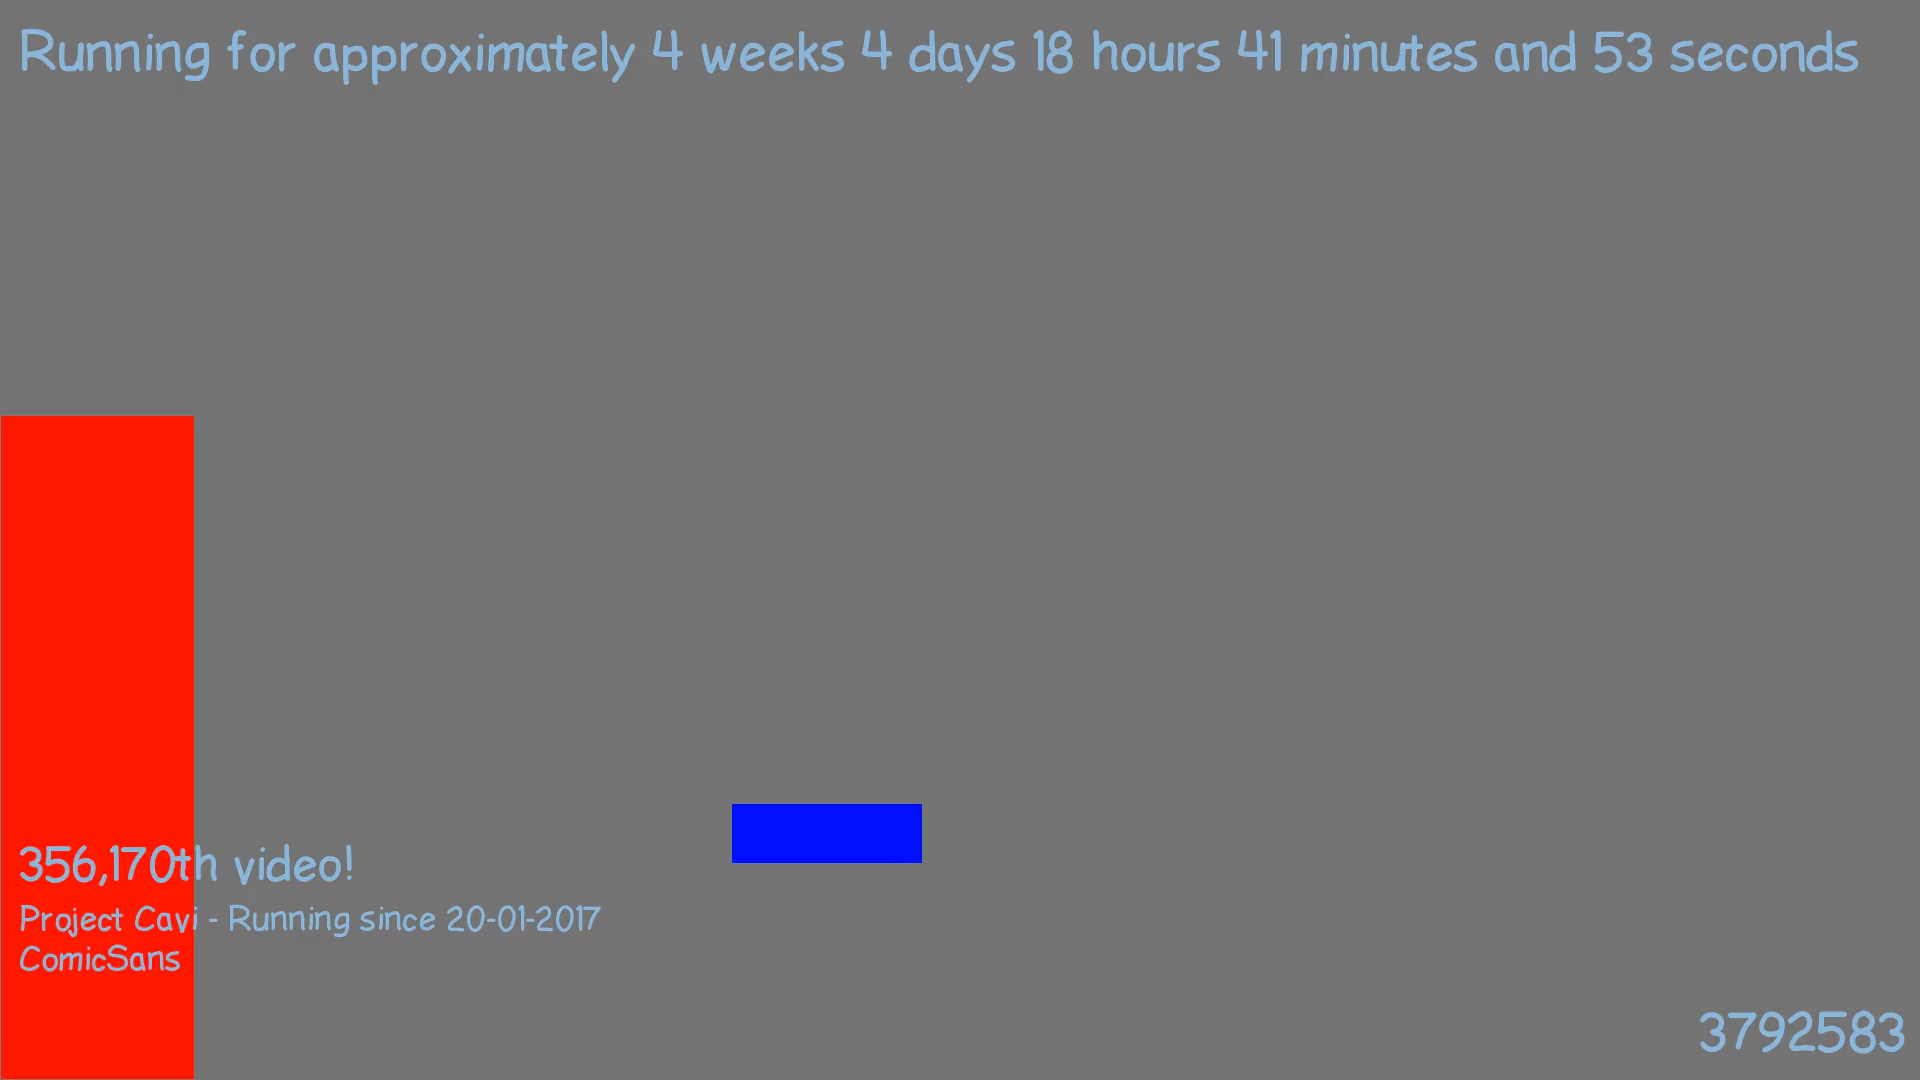 Running for approximately 4 weeks 4 days 18 hours 41 minutes and 53 seconds
356,170th video!
Project Cavi - Running since 20-01-2017
ComicSans
3792583